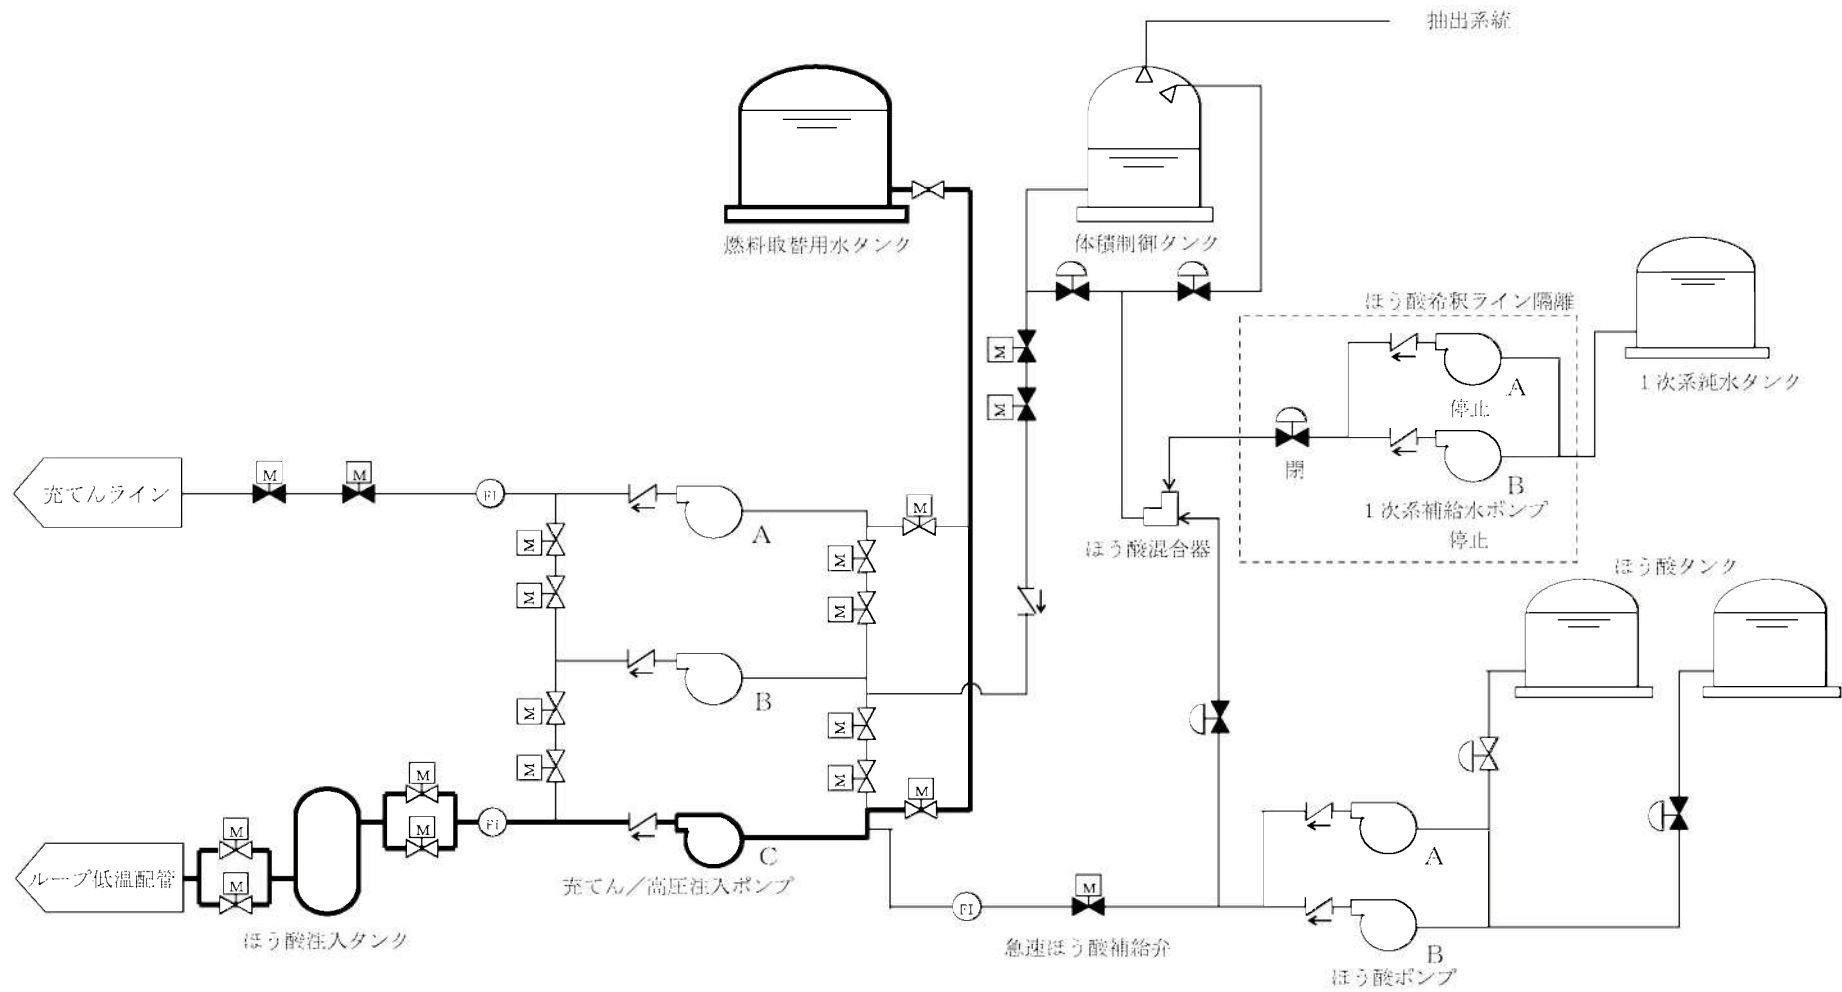 抽出系統
燃料取替用水タンク
体積制御タンク
ほう酸希釈ライン隔離
M
M
A
停止
1次系純水タンク
閉
B
1次系補給水ポンプ
停止
充てんライン
M
M
FI
A
M
ほう酸混合器
ほう酸タンク
M
M
M
M
B
M
M
M
M
M
M
M
FI
C
充てん/高圧注入ポンプ
M
M
ループ低温配管
ほう酸注入タンク
FI
M
急速ほう酸補給弁
A
B
ほう酸ポンプ